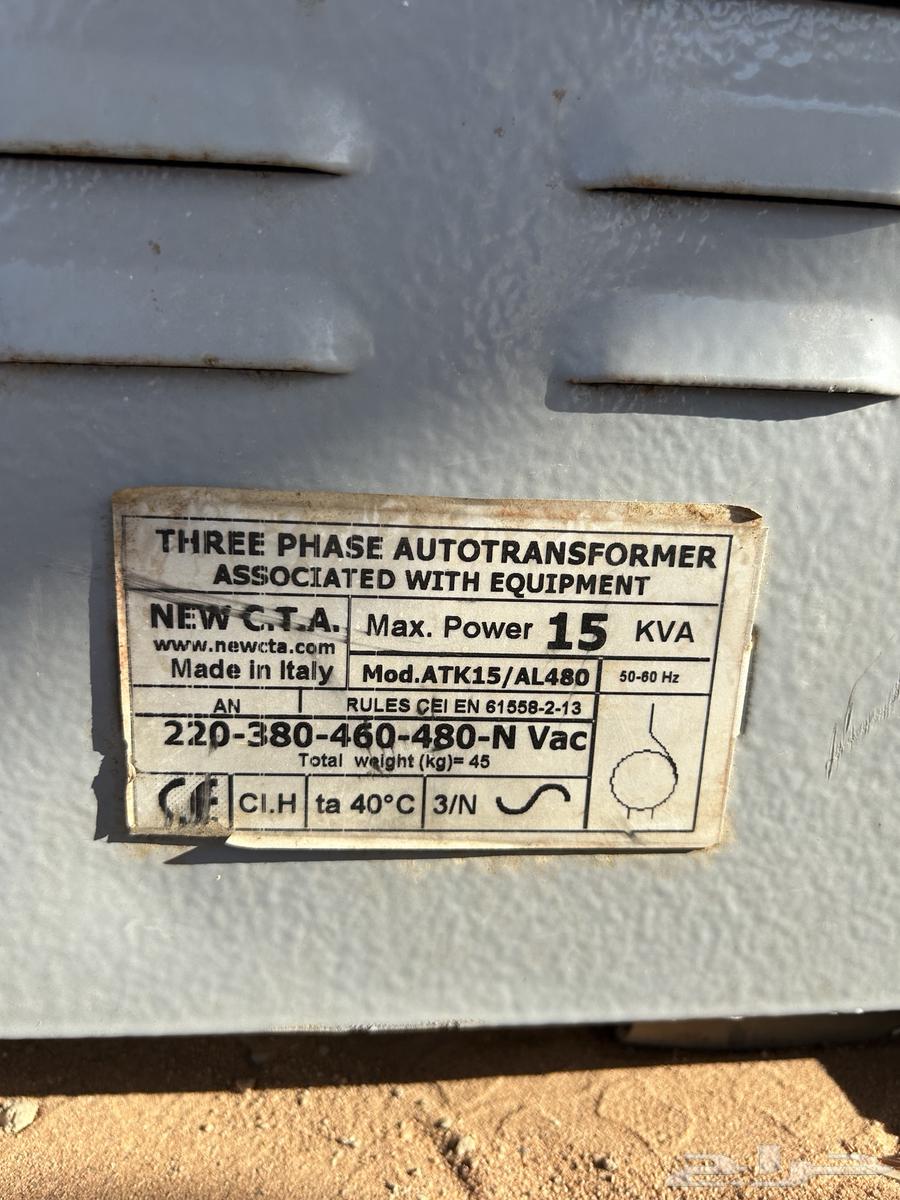 THREE PHASE AUTOTRANSFORMER
ASSOCIATED WITH EQUIPMENT
NEW C.T.A.
www.newcta.com
Made in Italy
Max. Power 15 KVA
Mod.ATK15/AL480
50-60 Hz
AN
RULES CEI EN 61558-2-13
220-380-460-480-N Vac
Total weight (kg)= 45
CE
CI.H
ta 40°C
3/N
حراج